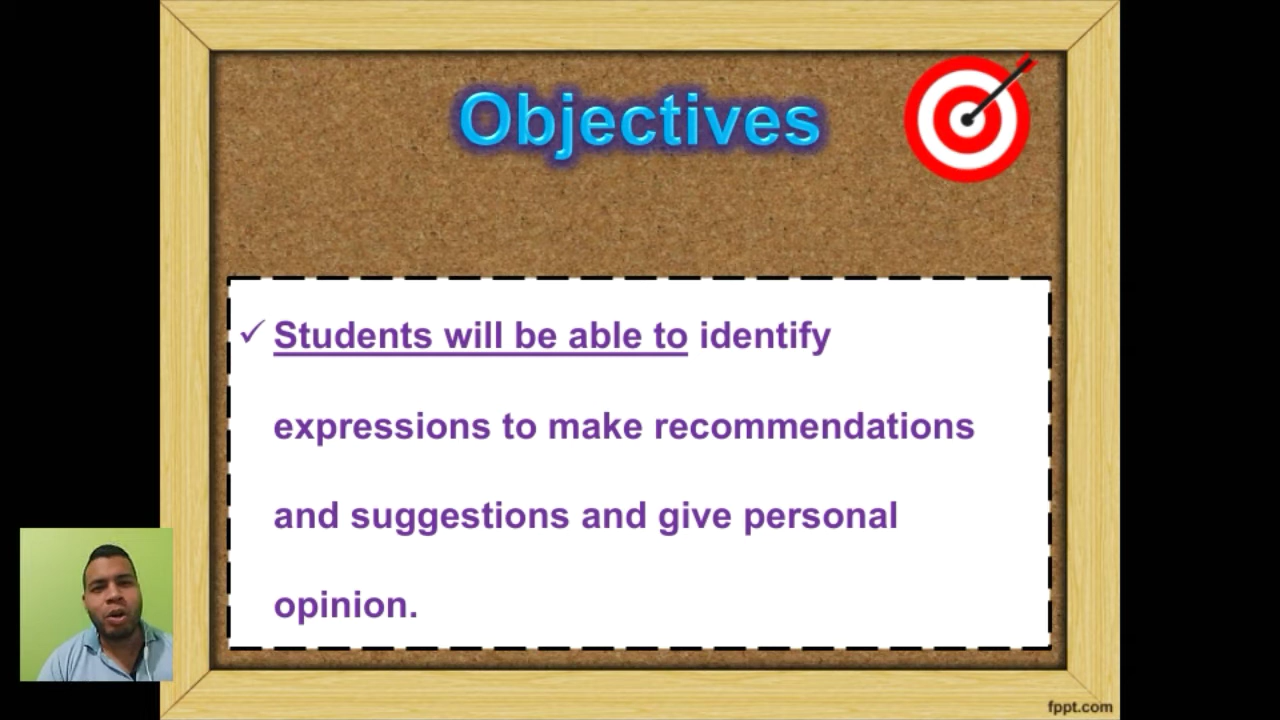 Objectives
✓ Students will be able to identify
expressions to make recommendations
and suggestions and give personal
opinion.
fppt.com